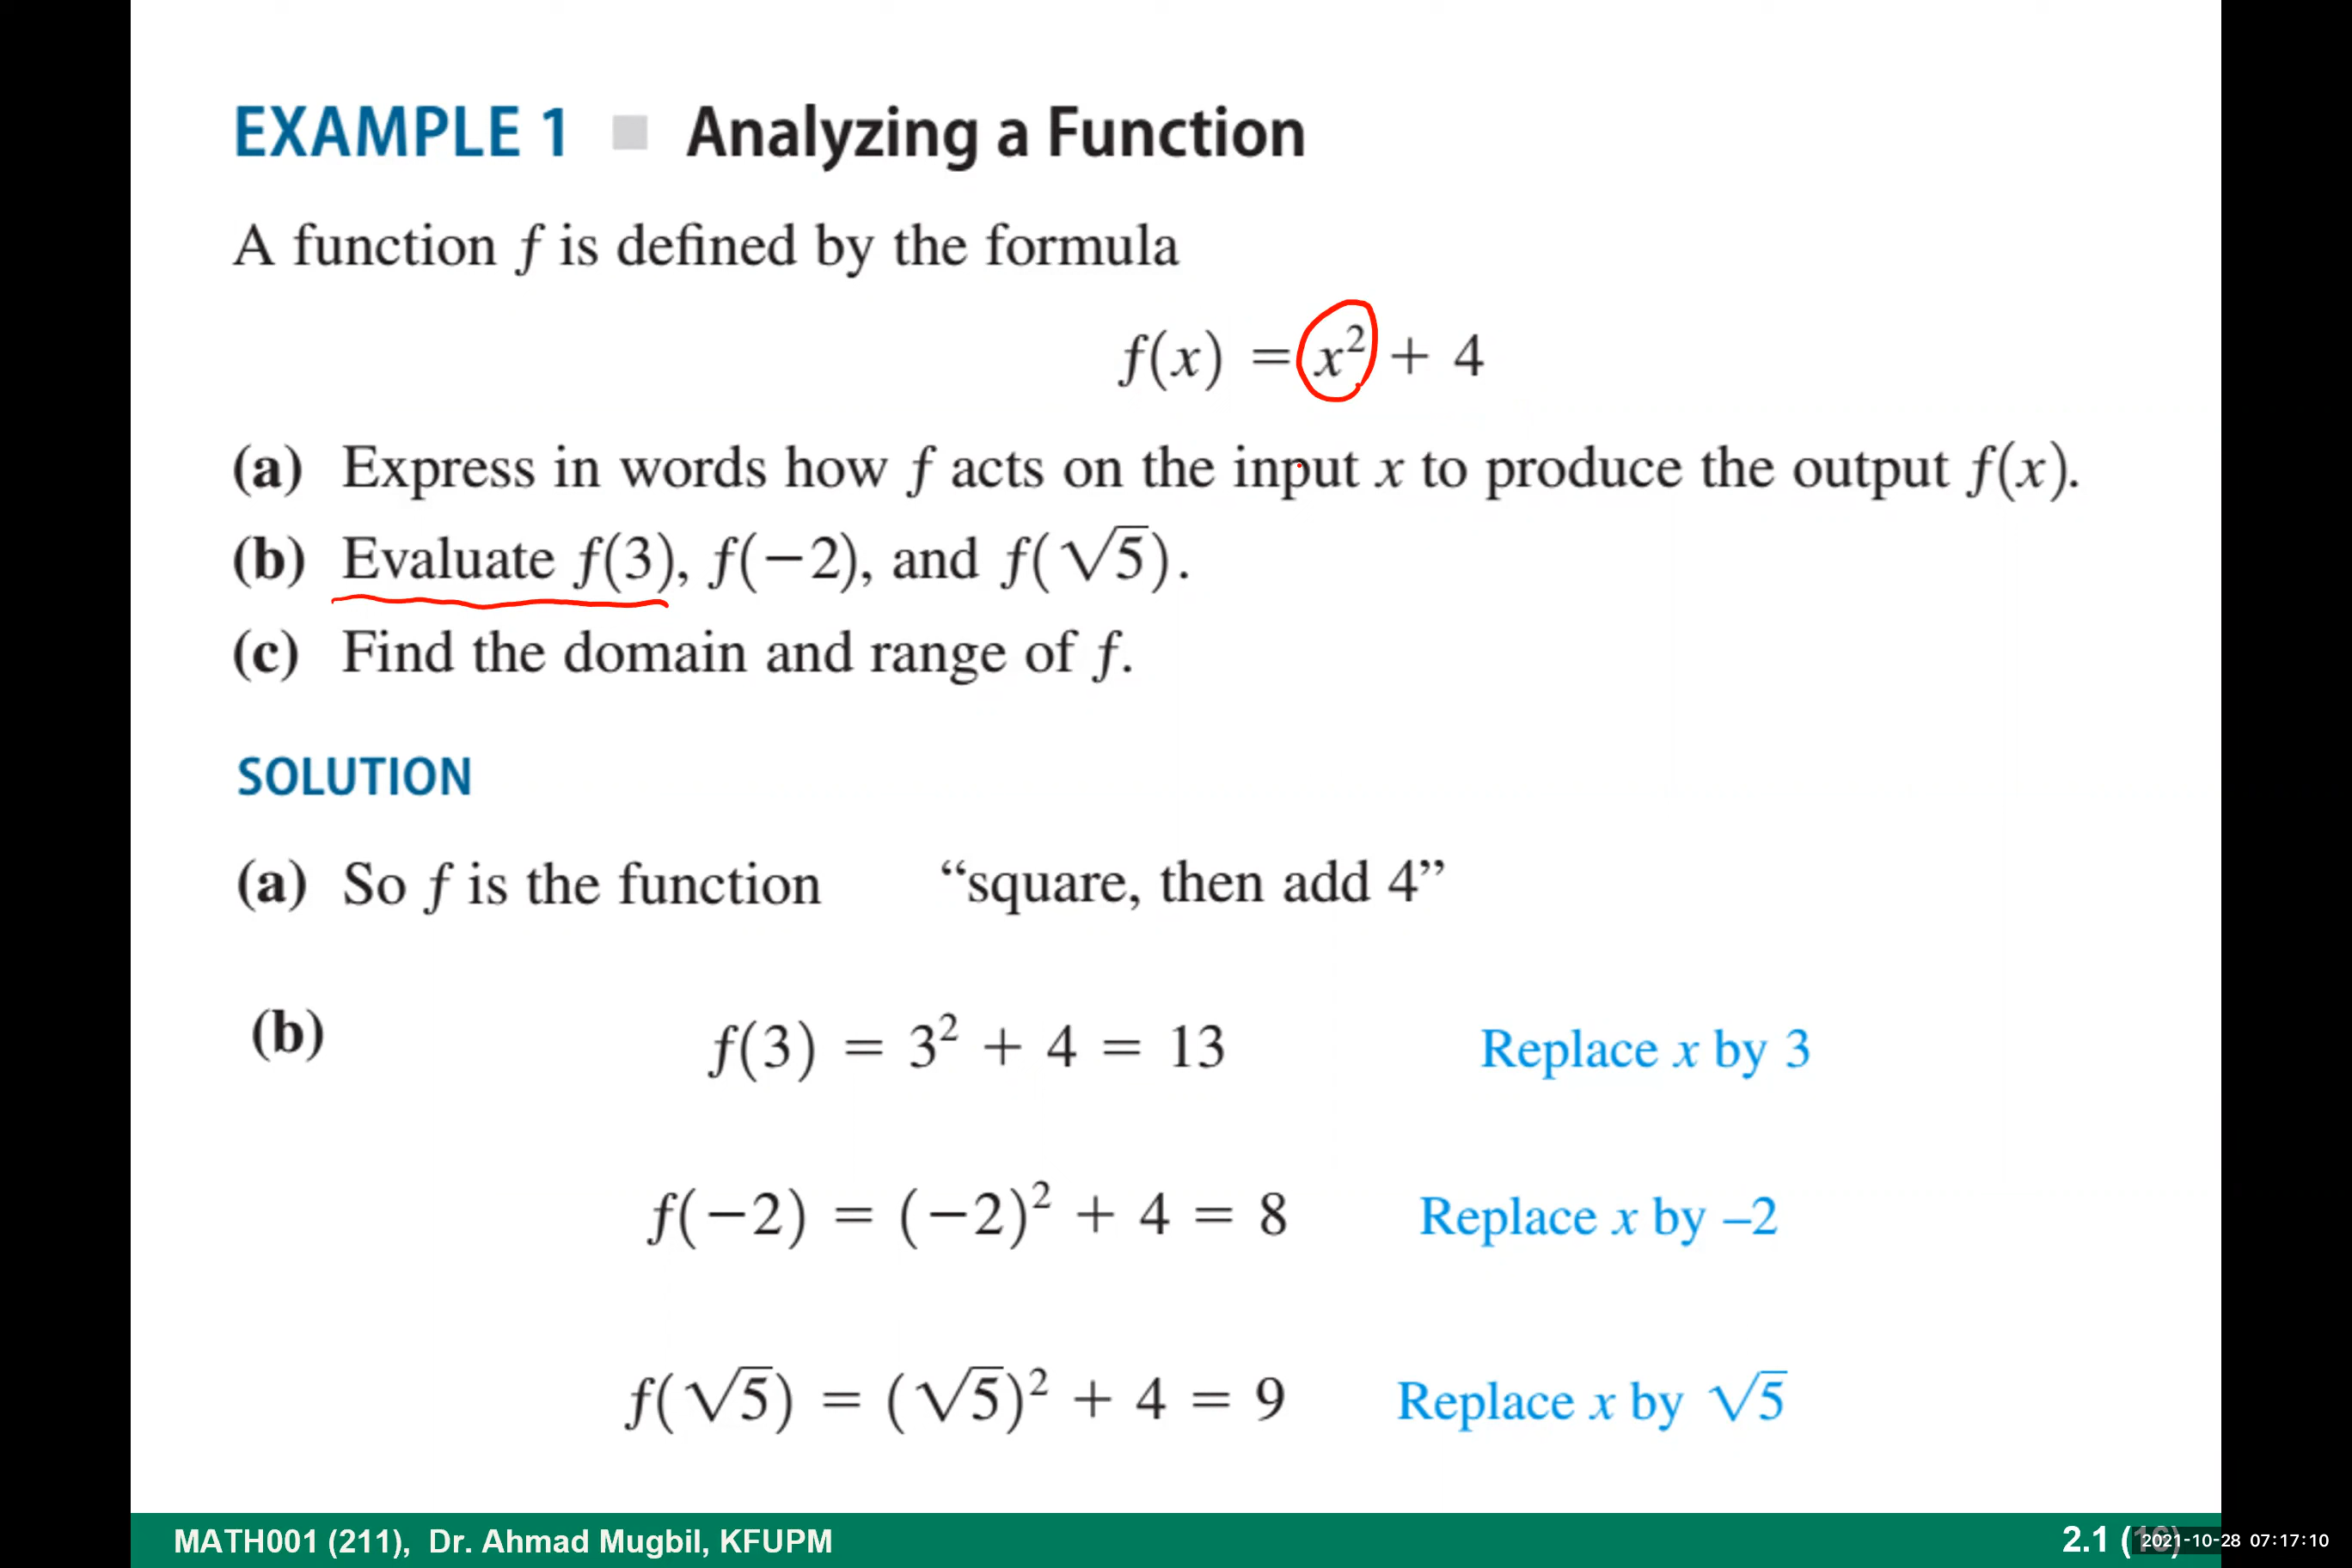 EXAMPLE 1 ■ Analyzing a Function
A function f is defined by the formula
f(x) = x² + 4
(a) Express in words how f acts on the input x to produce the output f(x).
(b) Evaluate f(3), f(−2), and f(√5).
(c) Find the domain and range of f.
SOLUTION
(a) So f is the function “square, then add 4”
(b) f(3) = 3² + 4 = 13 Replace x by 3
f(−2) = (−2)² + 4 = 8 Replace x by –2
f(√5) = (√5)² + 4 = 9 Replace x by √5
MATH001 (211), Dr. Ahmad Mugbil, KFUPM
2.1 (
2021-10-28 07:17:10